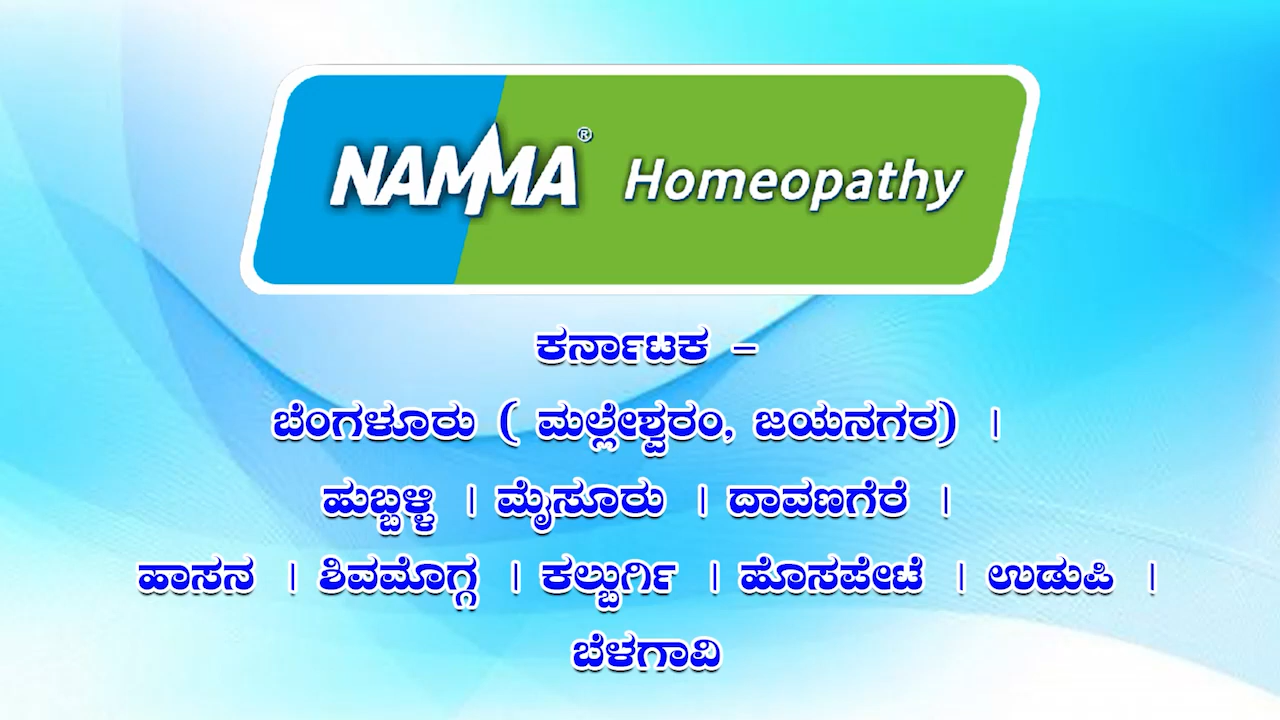 NAMMA® Homeopathy
ಕರ್ನಾಟಕ –
ಬೆಂಗಳೂರು ( ಮಲ್ಲೇಶ್ವರಂ, ಜಯನಗರ) |
ಹುಬ್ಬಳ್ಳಿ | ಮೈಸೂರು | ದಾವಣಗೆರೆ |
ಹಾಸನ | ಶಿವಮೊಗ್ಗ | ಕಲ್ಬುರ್ಗಿ | ಹೊಸಪೇಟೆ | ಉಡುಪಿ |
ಬೆಳಗಾವಿ